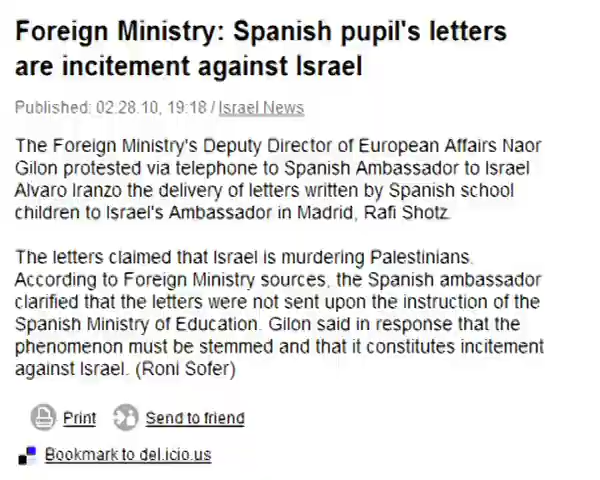 Foreign Ministry: Spanish pupil's letters
are incitement against Israel
Published: 02.28.10, 19:18 / Israel News
The Foreign Ministry's Deputy Director of European Affairs Naor
Gilon protested via telephone to Spanish Ambassador to Israel
Alvaro Iranzo the delivery of letters written by Spanish school
children to Israel's Ambassador in Madrid, Rafi Shotz.
The letters claimed that Israel is murdering Palestinians.
According to Foreign Ministry sources, the Spanish ambassador
clarified that the letters were not sent upon the instruction of the
Spanish Ministry of Education. Gilon said in response that the
phenomenon must be stemmed and that it constitutes incitement
against Israel. (Roni Sofer)
Print Send to friend
Bookmark to del.icio.us